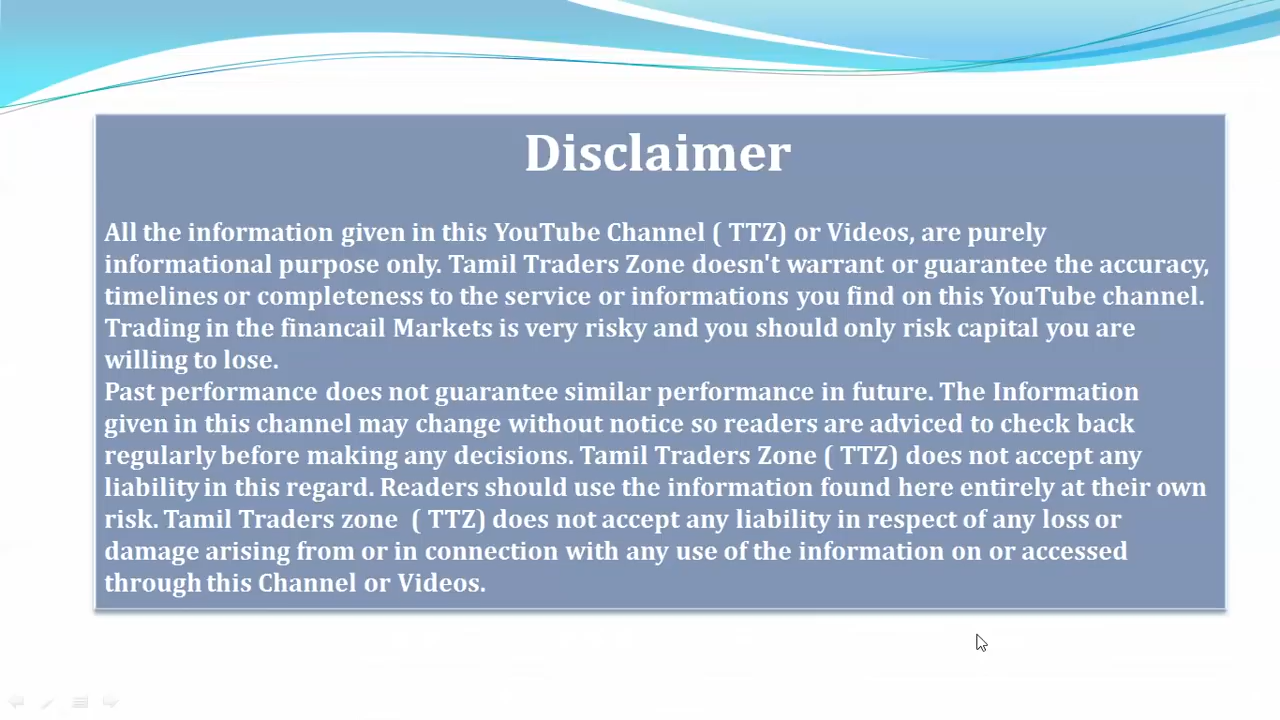 Disclaimer
All the information given in this YouTube Channel ( TTZ) or Videos, are purely
informational purpose only. Tamil Traders Zone doesn't warrant or guarantee the accuracy,
timelines or completeness to the service or informations you find on this YouTube channel.
Trading in the financail Markets is very risky and you should only risk capital you are
willing to lose.
Past performance does not guarantee similar performance in future. The Information
given in this channel may change without notice so readers are adviced to check back
regularly before making any decisions. Tamil Traders Zone ( TTZ) does not accept any
liability in this regard. Readers should use the information found here entirely at their own
risk. Tamil Traders zone  ( TTZ) does not accept any liability in respect of any loss or
damage arising from or in connection with any use of the information on or accessed
through this Channel or Videos.